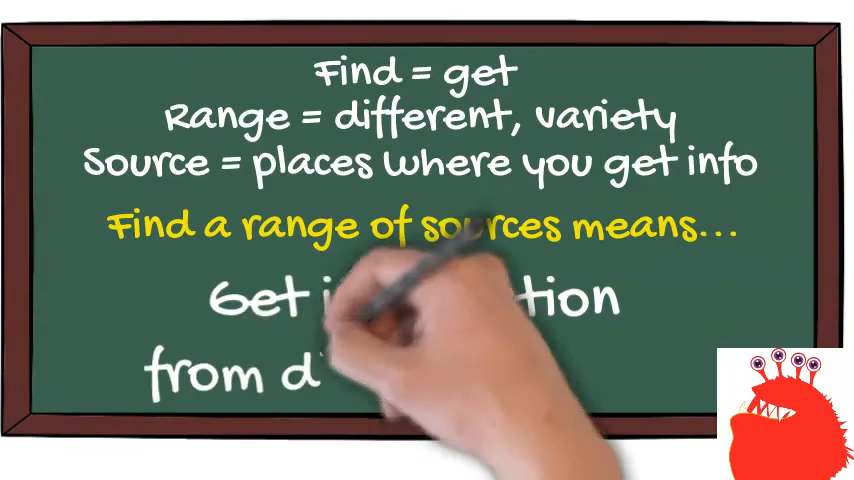 Find = get
Range = different, variety
Source = places where you get info
Find a range of sources means...
Get
from